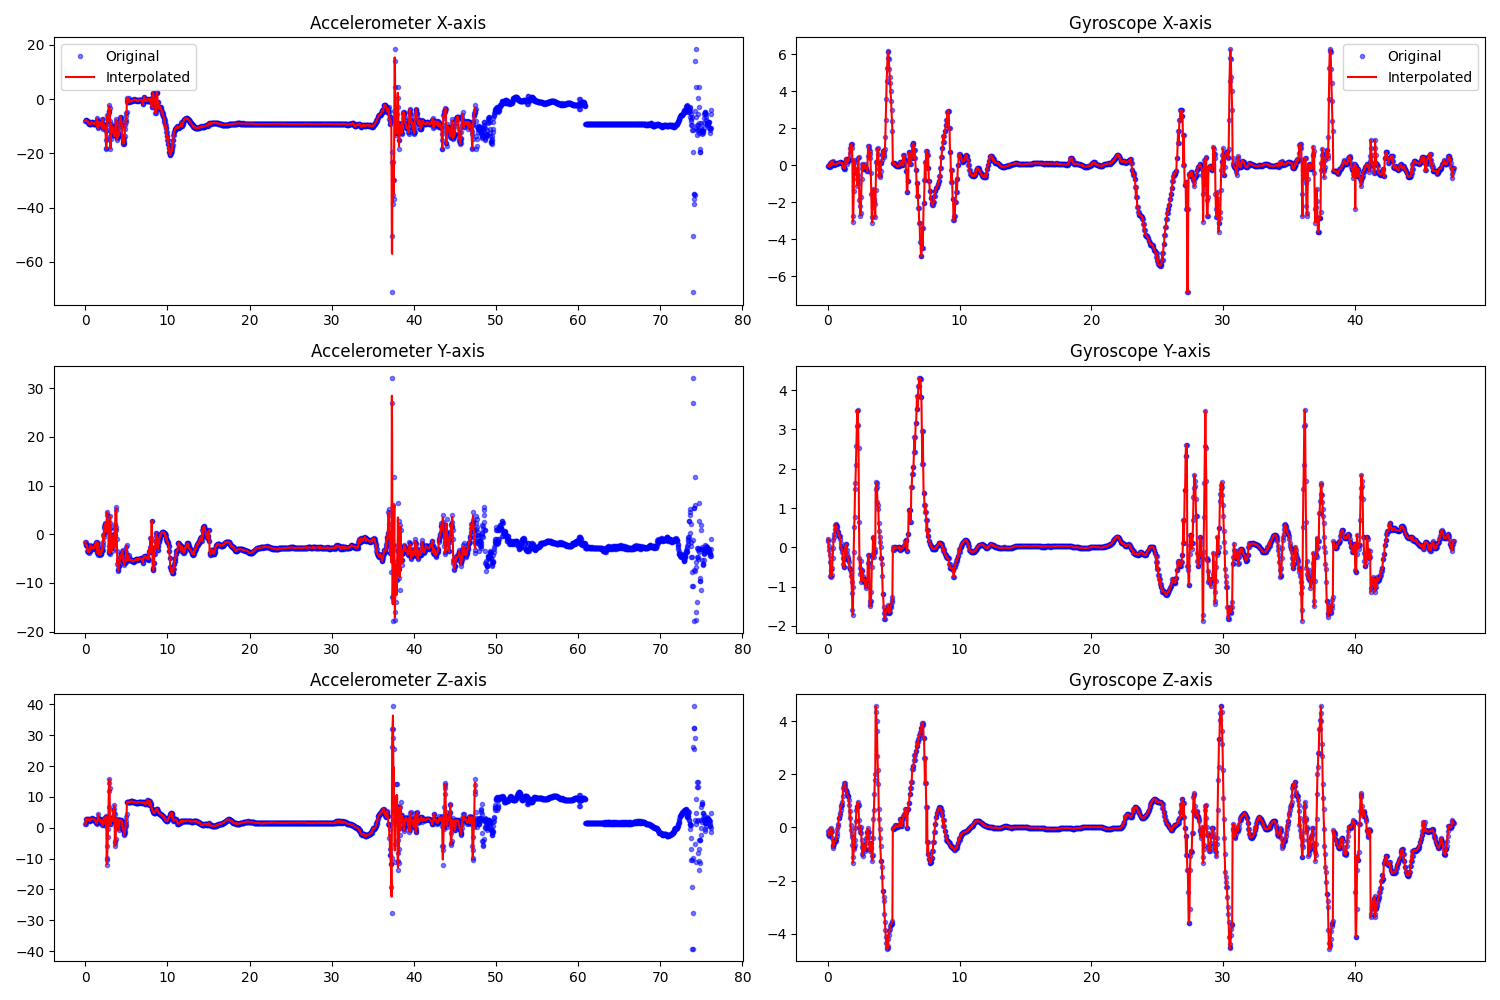 Accelerometer X-axis
20
0
−20
−40
−60
Original
Interpolated
0 10 20 30 40 50 60 70 80
Gyroscope X-axis
6
4
2
0
−2
−4
−6
Original
Interpolated
0 10 20 30 40
Accelerometer Y-axis
30
20
10
0
−10
−20
0 10 20 30 40 50 60 70 80
Gyroscope Y-axis
4
3
2
1
0
−1
−2
0 10 20 30 40
Accelerometer Z-axis
40
30
20
10
0
−10
−20
−30
−40
0 10 20 30 40 50 60 70 80
Gyroscope Z-axis
4
2
0
−2
−4
0 10 20 30 40